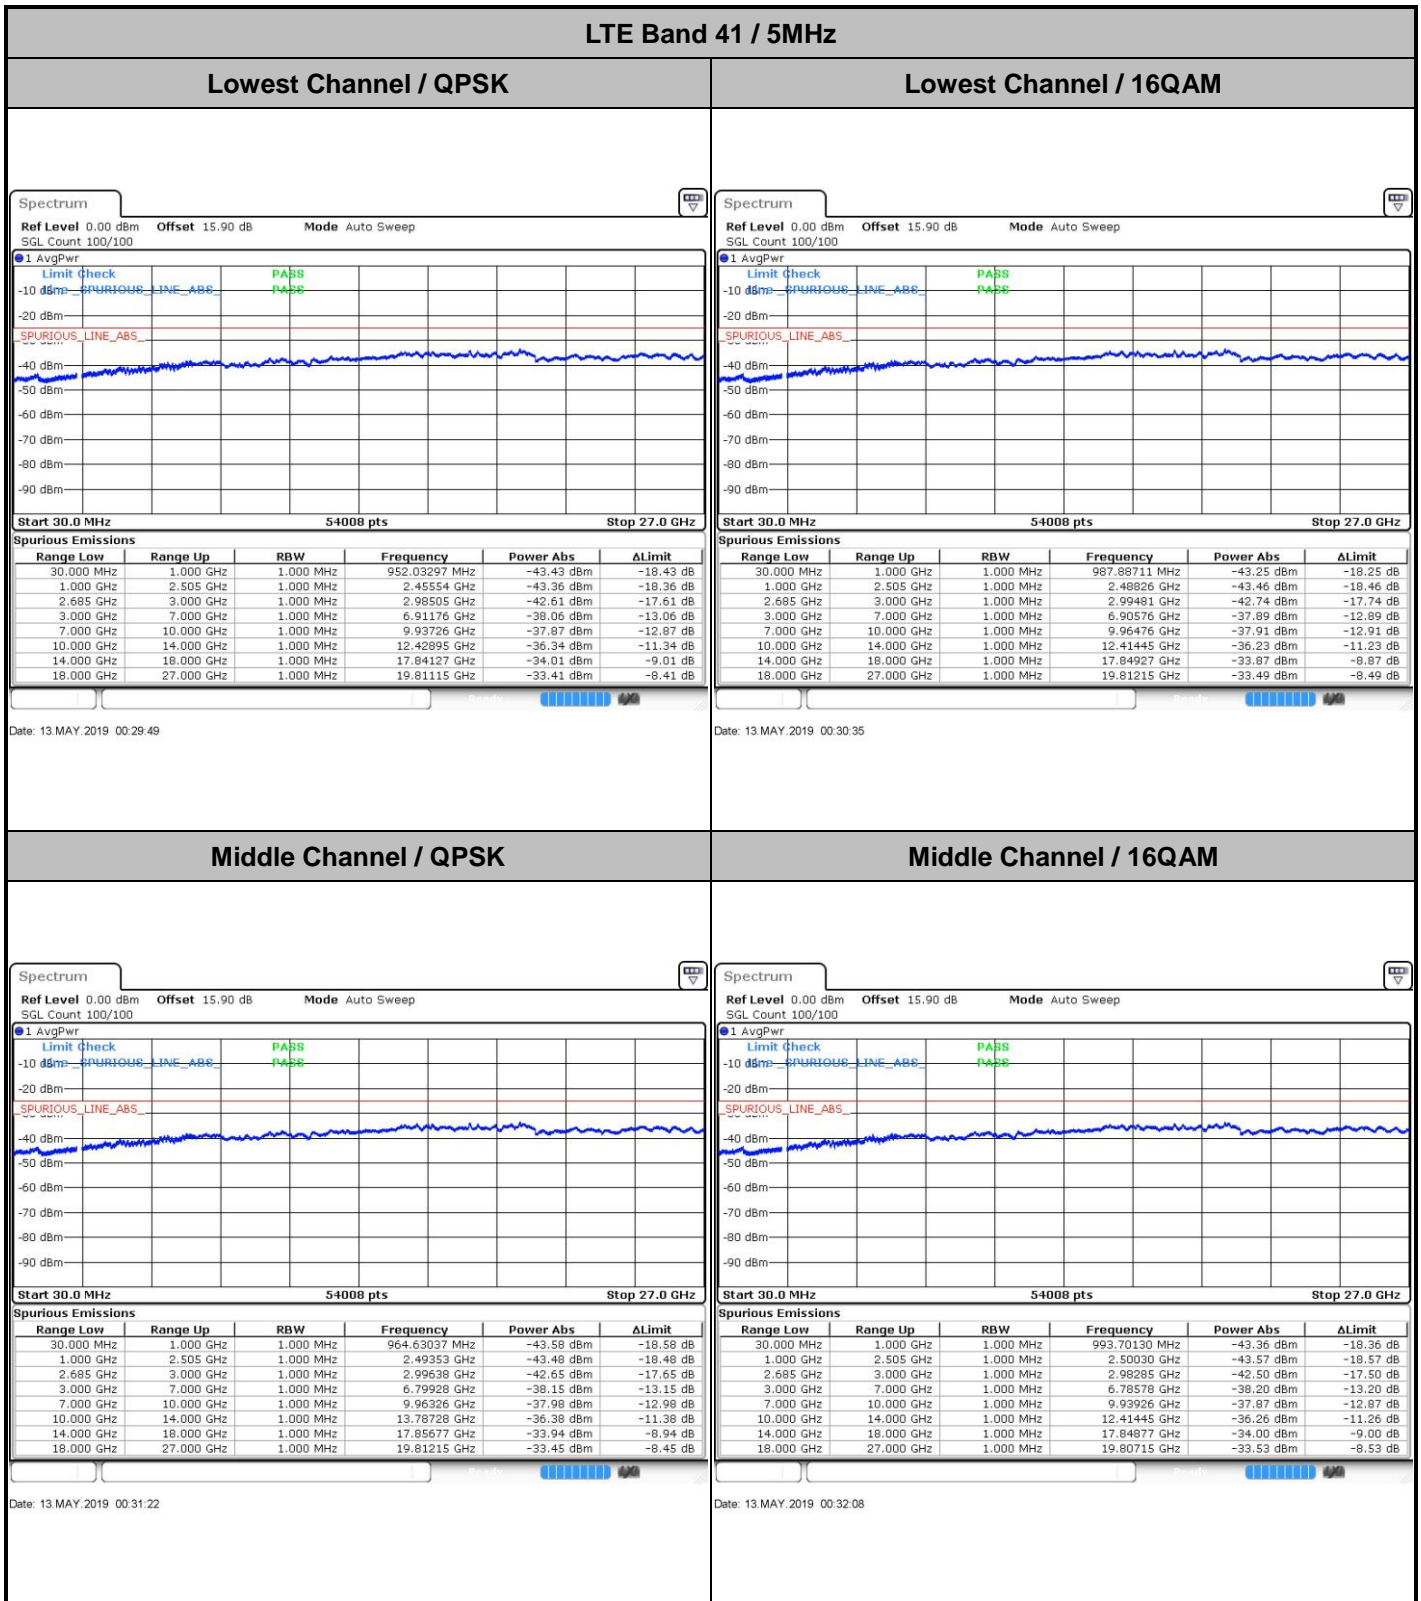 LTE Band 41 / 5MHz
Lowest Channel / QPSK
Lowest Channel / 16QAM
Spectrum
Ref Level 0.00 dBm Offset 15.90 dB Mode Auto Sweep
SGL Count 100/100
1 AvgPwr
Limit Check PASS
-10 dBm Line _SPURIOUS_LINE_ABS_ PASS
-20 dBm
_SPURIOUS_LINE_ABS_
-40 dBm
-50 dBm
-60 dBm
-70 dBm
-80 dBm
-90 dBm
Start 30.0 MHz 54008 pts Stop 27.0 GHz
Spurious Emissions
Range Low Range Up RBW Frequency Power Abs ΔLimit
30.000 MHz 1.000 GHz 1.000 MHz 952.03297 MHz -43.43 dBm -18.43 dB
1.000 GHz 2.505 GHz 1.000 MHz 2.45554 GHz -43.36 dBm -18.36 dB
2.685 GHz 3.000 GHz 1.000 MHz 2.98505 GHz -42.61 dBm -17.61 dB
3.000 GHz 7.000 GHz 1.000 MHz 6.91176 GHz -38.06 dBm -13.06 dB
7.000 GHz 10.000 GHz 1.000 MHz 9.93726 GHz -37.87 dBm -12.87 dB
10.000 GHz 14.000 GHz 1.000 MHz 12.42895 GHz -36.34 dBm -11.34 dB
14.000 GHz 18.000 GHz 1.000 MHz 17.84127 GHz -34.01 dBm -9.01 dB
18.000 GHz 27.000 GHz 1.000 MHz 19.81115 GHz -33.41 dBm -8.41 dB
Date: 13.MAY.2019 00:29:49
Spectrum
Ref Level 0.00 dBm Offset 15.90 dB Mode Auto Sweep
SGL Count 100/100
1 AvgPwr
Limit Check PASS
-10 dBm Line _SPURIOUS_LINE_ABS_ PASS
-20 dBm
_SPURIOUS_LINE_ABS_
-40 dBm
-50 dBm
-60 dBm
-70 dBm
-80 dBm
-90 dBm
Start 30.0 MHz 54008 pts Stop 27.0 GHz
Spurious Emissions
Range Low Range Up RBW Frequency Power Abs ΔLimit
30.000 MHz 1.000 GHz 1.000 MHz 987.88711 MHz -43.25 dBm -18.25 dB
1.000 GHz 2.505 GHz 1.000 MHz 2.48826 GHz -43.46 dBm -18.46 dB
2.685 GHz 3.000 GHz 1.000 MHz 2.99481 GHz -42.74 dBm -17.74 dB
3.000 GHz 7.000 GHz 1.000 MHz 6.90576 GHz -37.89 dBm -12.89 dB
7.000 GHz 10.000 GHz 1.000 MHz 9.96476 GHz -37.91 dBm -12.91 dB
10.000 GHz 14.000 GHz 1.000 MHz 12.41445 GHz -36.23 dBm -11.23 dB
14.000 GHz 18.000 GHz 1.000 MHz 17.84927 GHz -33.87 dBm -8.87 dB
18.000 GHz 27.000 GHz 1.000 MHz 19.81215 GHz -33.49 dBm -8.49 dB
Date: 13.MAY.2019 00:30:35
Middle Channel / QPSK
Middle Channel / 16QAM
Spectrum
Ref Level 0.00 dBm Offset 15.90 dB Mode Auto Sweep
SGL Count 100/100
1 AvgPwr
Limit Check PASS
-10 dBm Line _SPURIOUS_LINE_ABS_ PASS
-20 dBm
_SPURIOUS_LINE_ABS_
-40 dBm
-50 dBm
-60 dBm
-70 dBm
-80 dBm
-90 dBm
Start 30.0 MHz 54008 pts Stop 27.0 GHz
Spurious Emissions
Range Low Range Up RBW Frequency Power Abs ΔLimit
30.000 MHz 1.000 GHz 1.000 MHz 964.63037 MHz -43.58 dBm -18.58 dB
1.000 GHz 2.505 GHz 1.000 MHz 2.49353 GHz -43.48 dBm -18.48 dB
2.685 GHz 3.000 GHz 1.000 MHz 2.99638 GHz -42.65 dBm -17.65 dB
3.000 GHz 7.000 GHz 1.000 MHz 6.79928 GHz -38.15 dBm -13.15 dB
7.000 GHz 10.000 GHz 1.000 MHz 9.96326 GHz -37.98 dBm -12.98 dB
10.000 GHz 14.000 GHz 1.000 MHz 13.78728 GHz -36.38 dBm -11.38 dB
14.000 GHz 18.000 GHz 1.000 MHz 17.85677 GHz -33.94 dBm -8.94 dB
18.000 GHz 27.000 GHz 1.000 MHz 19.81215 GHz -33.45 dBm -8.45 dB
Date: 13.MAY.2019 00:31:22
Spectrum
Ref Level 0.00 dBm Offset 15.90 dB Mode Auto Sweep
SGL Count 100/100
1 AvgPwr
Limit Check PASS
-10 dBm Line _SPURIOUS_LINE_ABS_ PASS
-20 dBm
_SPURIOUS_LINE_ABS_
-40 dBm
-50 dBm
-60 dBm
-70 dBm
-80 dBm
-90 dBm
Start 30.0 MHz 54008 pts Stop 27.0 GHz
Spurious Emissions
Range Low Range Up RBW Frequency Power Abs ΔLimit
30.000 MHz 1.000 GHz 1.000 MHz 993.70130 MHz -43.36 dBm -18.36 dB
1.000 GHz 2.505 GHz 1.000 MHz 2.50030 GHz -43.57 dBm -18.57 dB
2.685 GHz 3.000 GHz 1.000 MHz 2.98285 GHz -42.50 dBm -17.50 dB
3.000 GHz 7.000 GHz 1.000 MHz 6.78578 GHz -38.20 dBm -13.20 dB
7.000 GHz 10.000 GHz 1.000 MHz 9.93926 GHz -37.87 dBm -12.87 dB
10.000 GHz 14.000 GHz 1.000 MHz 12.41445 GHz -36.26 dBm -11.26 dB
14.000 GHz 18.000 GHz 1.000 MHz 17.84877 GHz -34.00 dBm -9.00 dB
18.000 GHz 27.000 GHz 1.000 MHz 19.80715 GHz -33.53 dBm -8.53 dB
Date: 13.MAY.2019 00:32:08